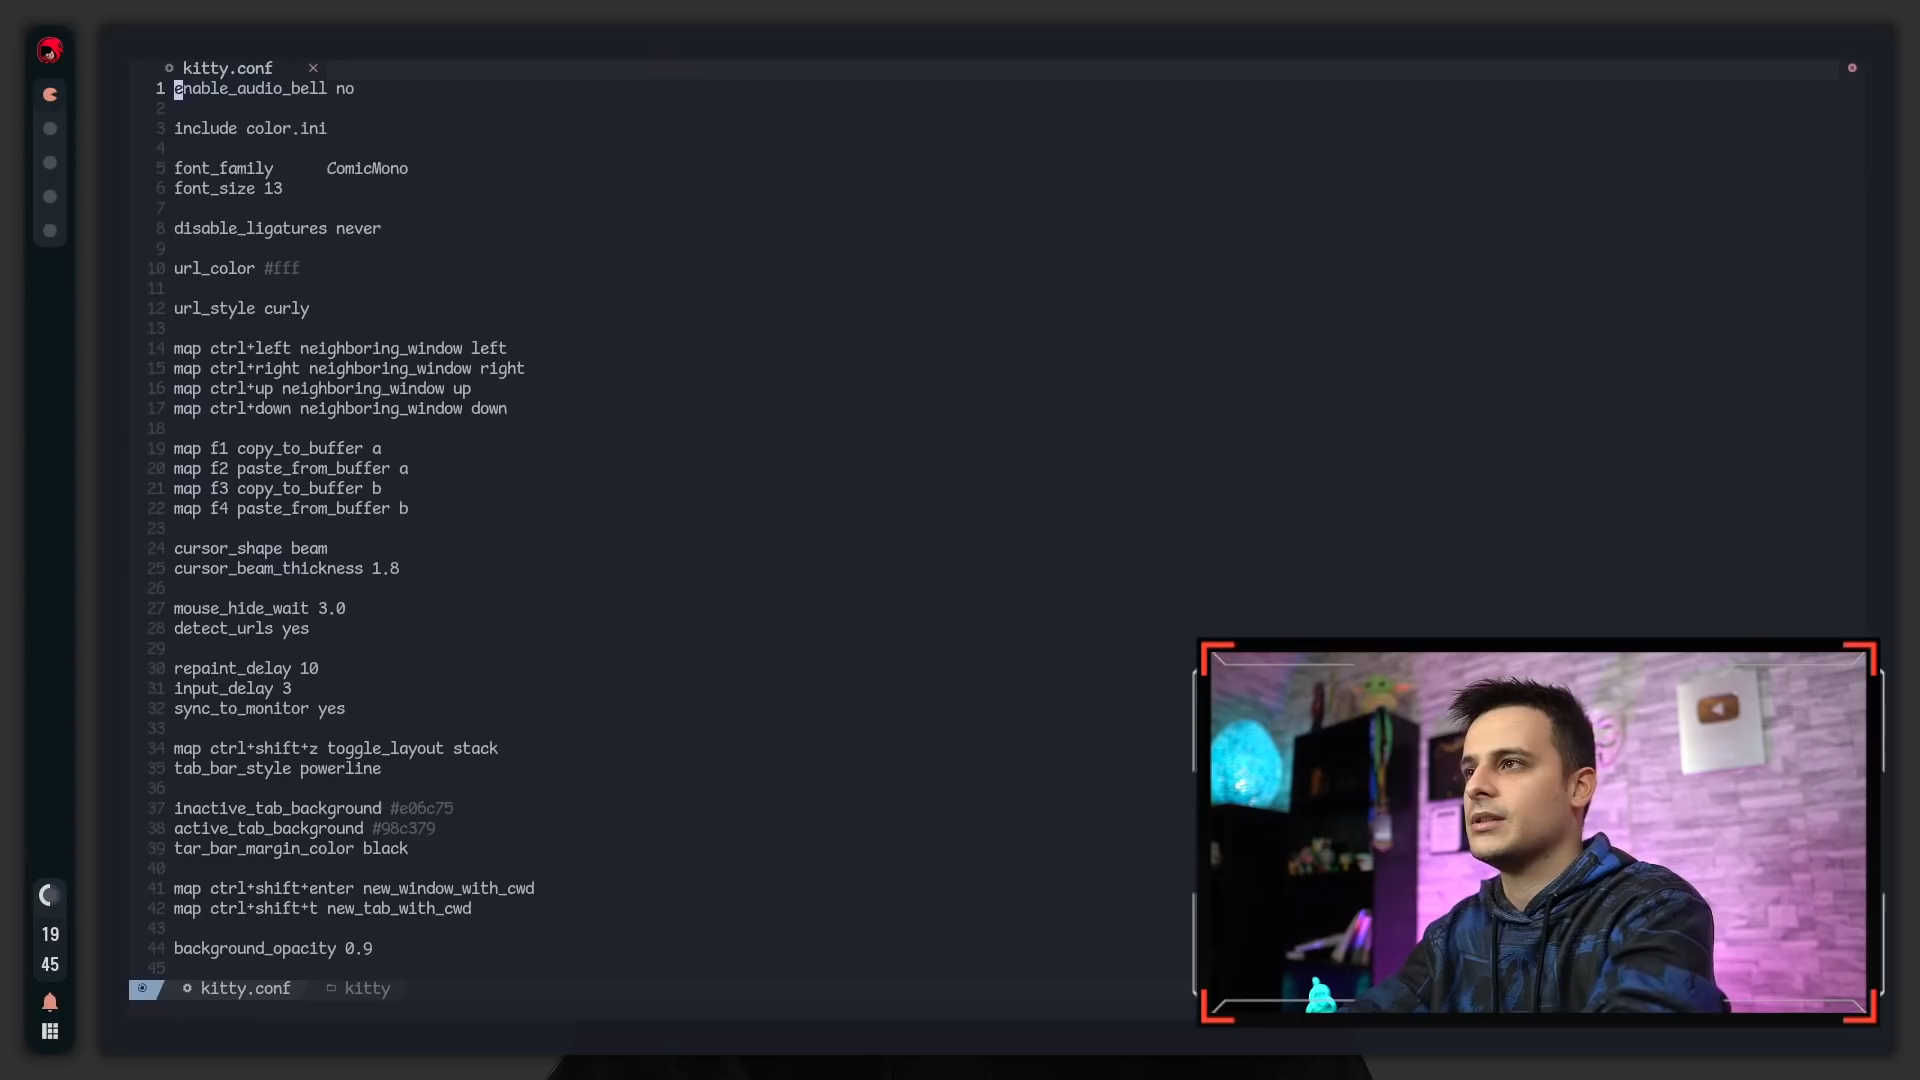 kitty.conf
1 enable_audio_bell no
2
3 include color.ini
4
5 font_family ComicMono
6 font_size 13
7
8 disable_ligatures never
9
10 url_color #fff
11
12 url_style curly
13
14 map ctrl+left neighboring_window left
15 map ctrl+right neighboring_window right
16 map ctrl+up neighboring_window up
17 map ctrl+down neighboring_window down
18
19 map f1 copy_to_buffer a
20 map f2 paste_from_buffer a
21 map f3 copy_to_buffer b
22 map f4 paste_from_buffer b
23
24 cursor_shape beam
25 cursor_beam_thickness 1.8
26
27 mouse_hide_wait 3.0
28 detect_urls yes
29
30 repaint_delay 10
31 input_delay 3
32 sync_to_monitor yes
33
34 map ctrl+shift+z toggle_layout stack
35 tab_bar_style powerline
36
37 inactive_tab_background #e06c75
38 active_tab_background #98c379
39 tar_bar_margin_color black
40
41 map ctrl+shift+enter new_window_with_cwd
42 map ctrl+shift+t new_tab_with_cwd
43
44 background_opacity 0.9
45
kitty.conf kitty
19
45